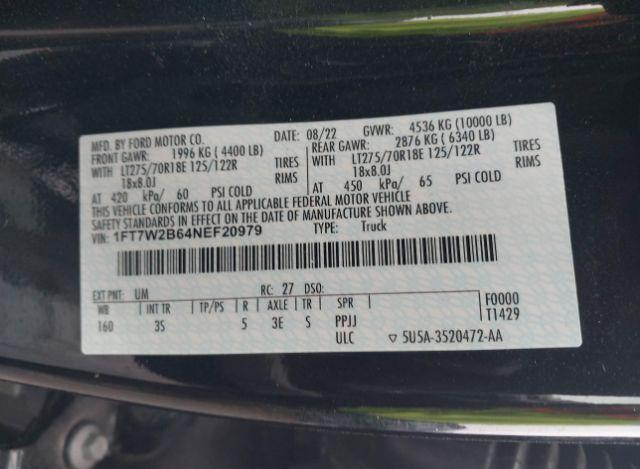 MFD. BY FORD MOTOR CO. DATE: 08/22 GVWR: 4536 KG (10000 LB)
FRONT GAWR: 1996 KG ( 4400 LB) REAR GAWR: 2876 KG ( 6340 LB)
WITH LT275/70R18E 125/122R TIRES WITH LT275/70R18E 125/122R TIRES
18x8.0J RIMS 18x8.0J RIMS
AT 420 kPa/ 60 PSI COLD AT 450 kPa/ 65 PSI COLD
THIS VEHICLE CONFORMS TO ALL APPLICABLE FEDERAL MOTOR VEHICLE
SAFETY STANDARDS IN EFFECT ON THE DATE OF MANUFACTURE SHOWN ABOVE.
VIN: 1FT7W2B64NEF20979 TYPE: Truck
EXT PNT: UM RC: 27 DSO: F0000
WB INT TR TP/PS R AXLE TR SPR T1429
160 3S 5 3E S PPJJ
ULC ▽ 5U5A-3520472-AA